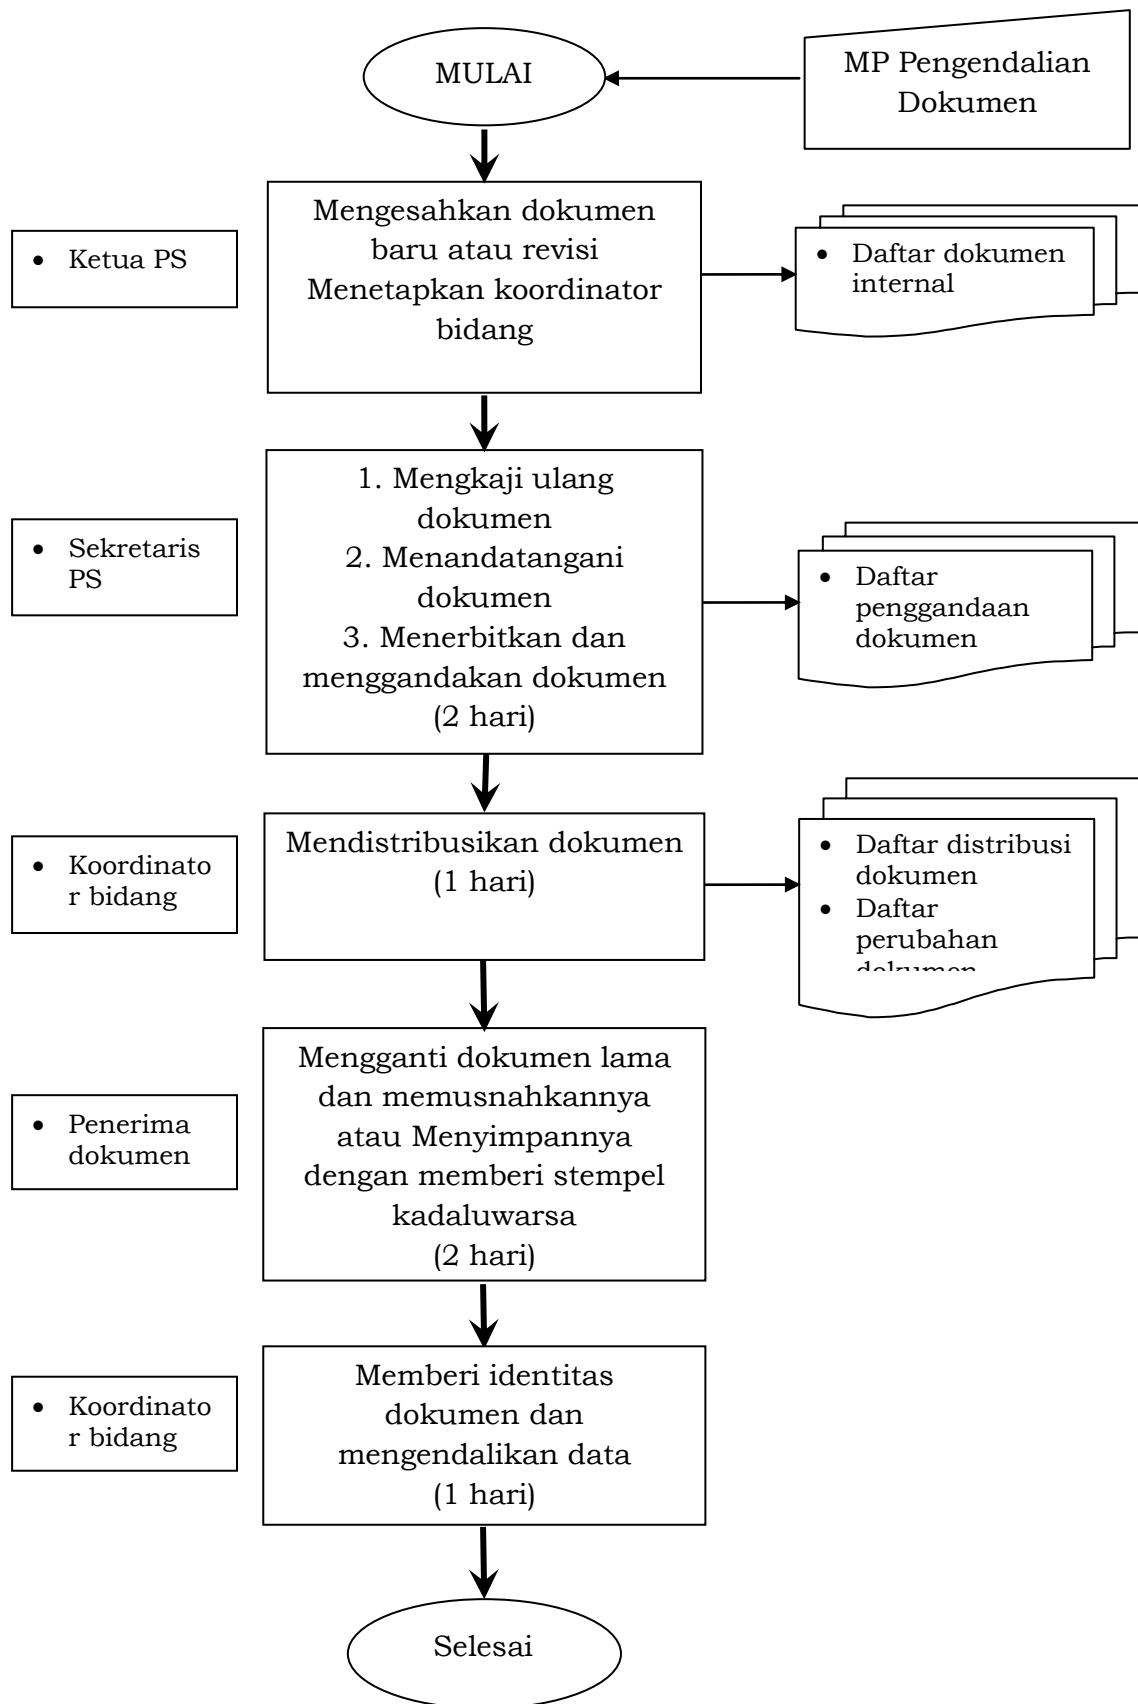 MULAI
MP Pengendalian
Dokumen
• Ketua PS
Mengesahkan dokumen
baru atau revisi
Menetapkan koordinator
bidang
• Daftar dokumen
internal
• Sekretaris
PS
1. Mengkaji ulang
dokumen
2. Menandatangani
dokumen
3. Menerbitkan dan
menggandakan dokumen
(2 hari)
• Daftar
penggandaan
dokumen
• Koordinato
r bidang
Mendistribusikan dokumen
(1 hari)
• Daftar distribusi
dokumen
• Daftar
perubahan
dokumen
• Penerima
dokumen
Mengganti dokumen lama
dan memusnahkannya
atau Menyimpannya
dengan memberi stempel
kadaluwarsa
(2 hari)
• Koordinato
r bidang
Memberi identitas
dokumen dan
mengendalikan data
(1 hari)
Selesai